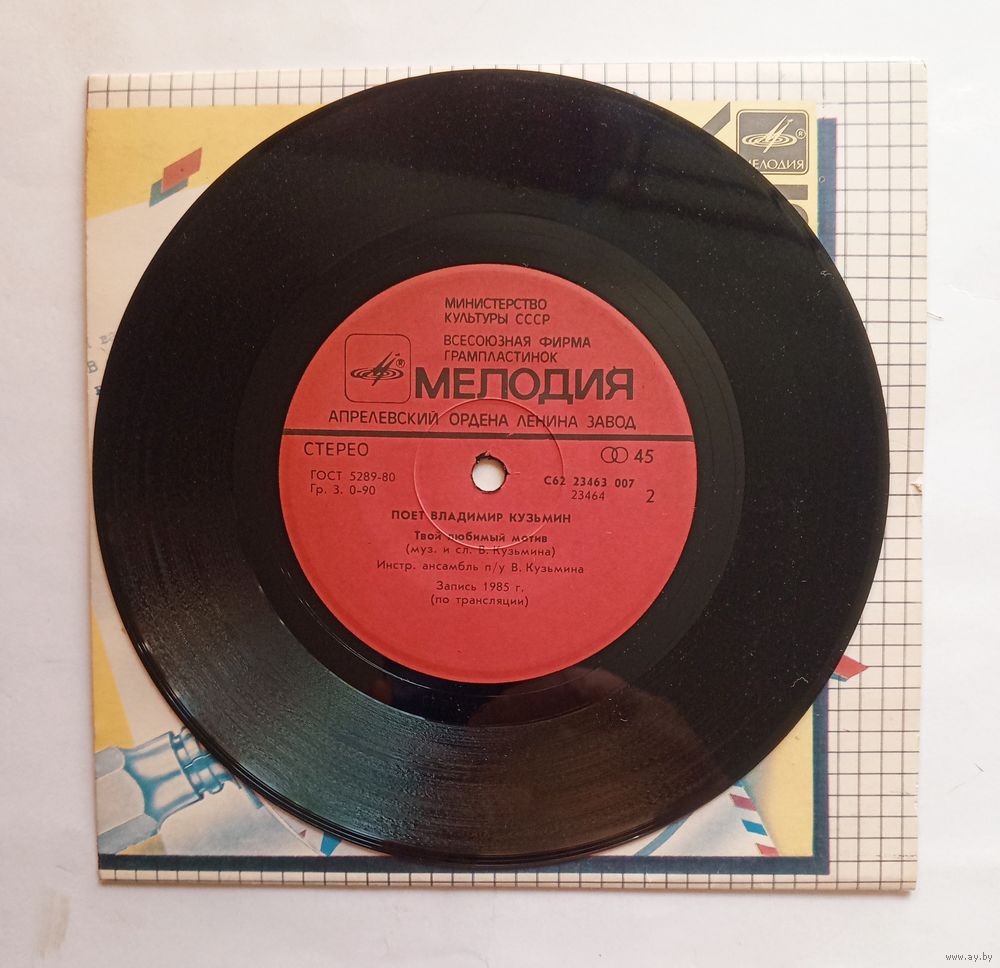 МЕЛОДИЯ
МИНИСТЕРСТВО
КУЛЬТУРЫ СССР
ВСЕСОЮЗНАЯ ФИРМА
ГРАМПЛАСТИНОК
МЕЛОДИЯ
АПРЕЛЕВСКИЙ ОРДЕНА ЛЕНИНА ЗАВОД
СТЕРЕО
45
ГОСТ 5289-80
Гр. 3. 0-90
С62 23463 007
23464
2
ПОЕТ ВЛАДИМИР КУЗЬМИН
Твой любимый мотив
(муз. и сл. В. Кузьмина)
Инстр. ансамбль п/у В. Кузьмина
Запись 1985 г.
(по трансляции)
www.ay.by